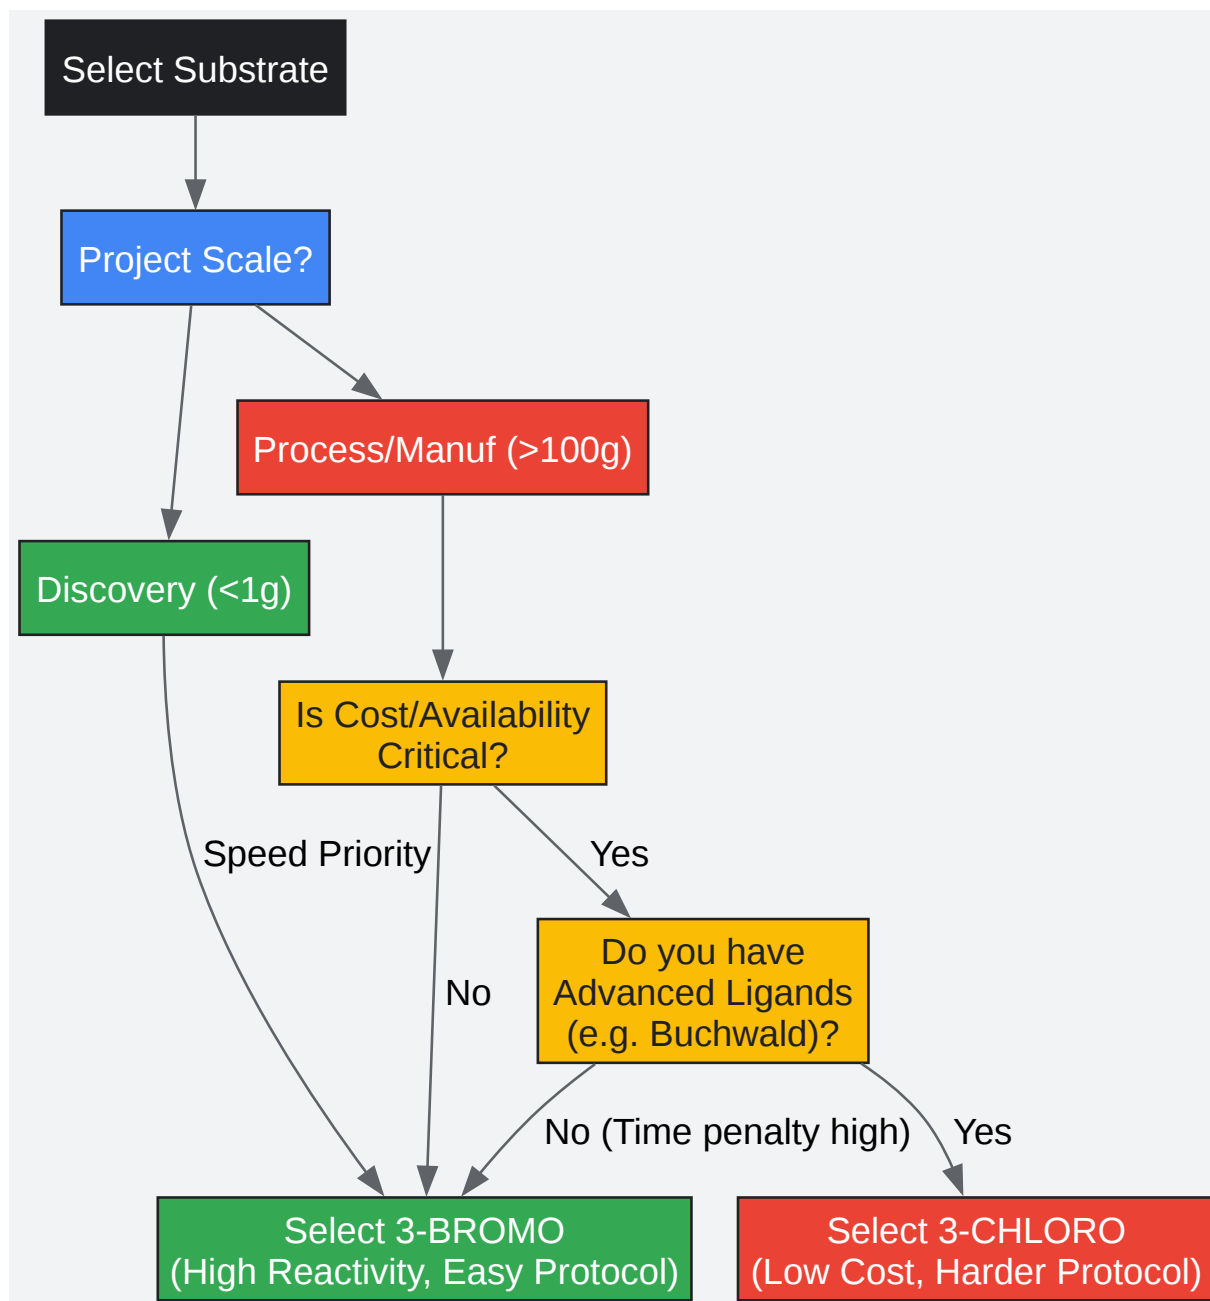 Select Substrate
Project Scale?
Process/Manuf (>100g)
Discovery (<1g)
Is Cost/Availability
Critical?
Speed Priority
Yes
No
Do you have
Advanced Ligands
(e.g. Buchwald)?
No (Time penalty high)
Yes
Select 3-BROMO
(High Reactivity, Easy Protocol)
Select 3-CHLORO
(Low Cost, Harder Protocol)